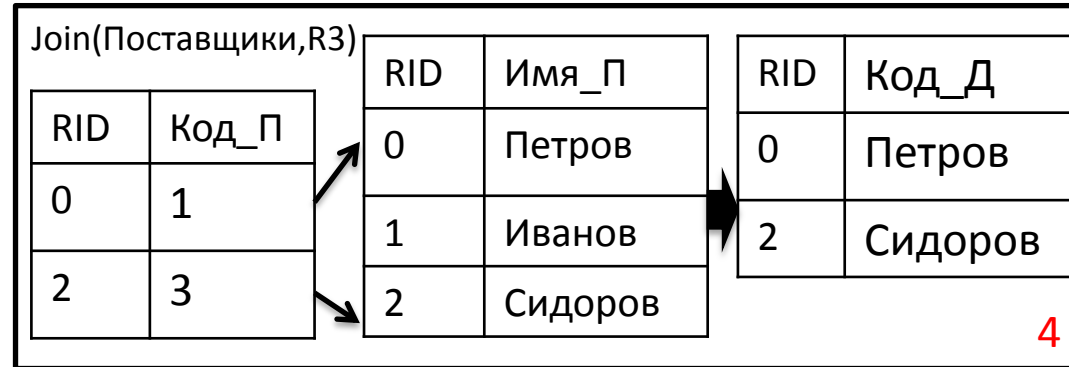 Join(Поставщики,R3)
RID Код_П
0 1
2 3
RID Имя_П
0 Петров
1 Иванов
2 Сидоров
RID Код_Д
0 Петров
2 Сидоров
4